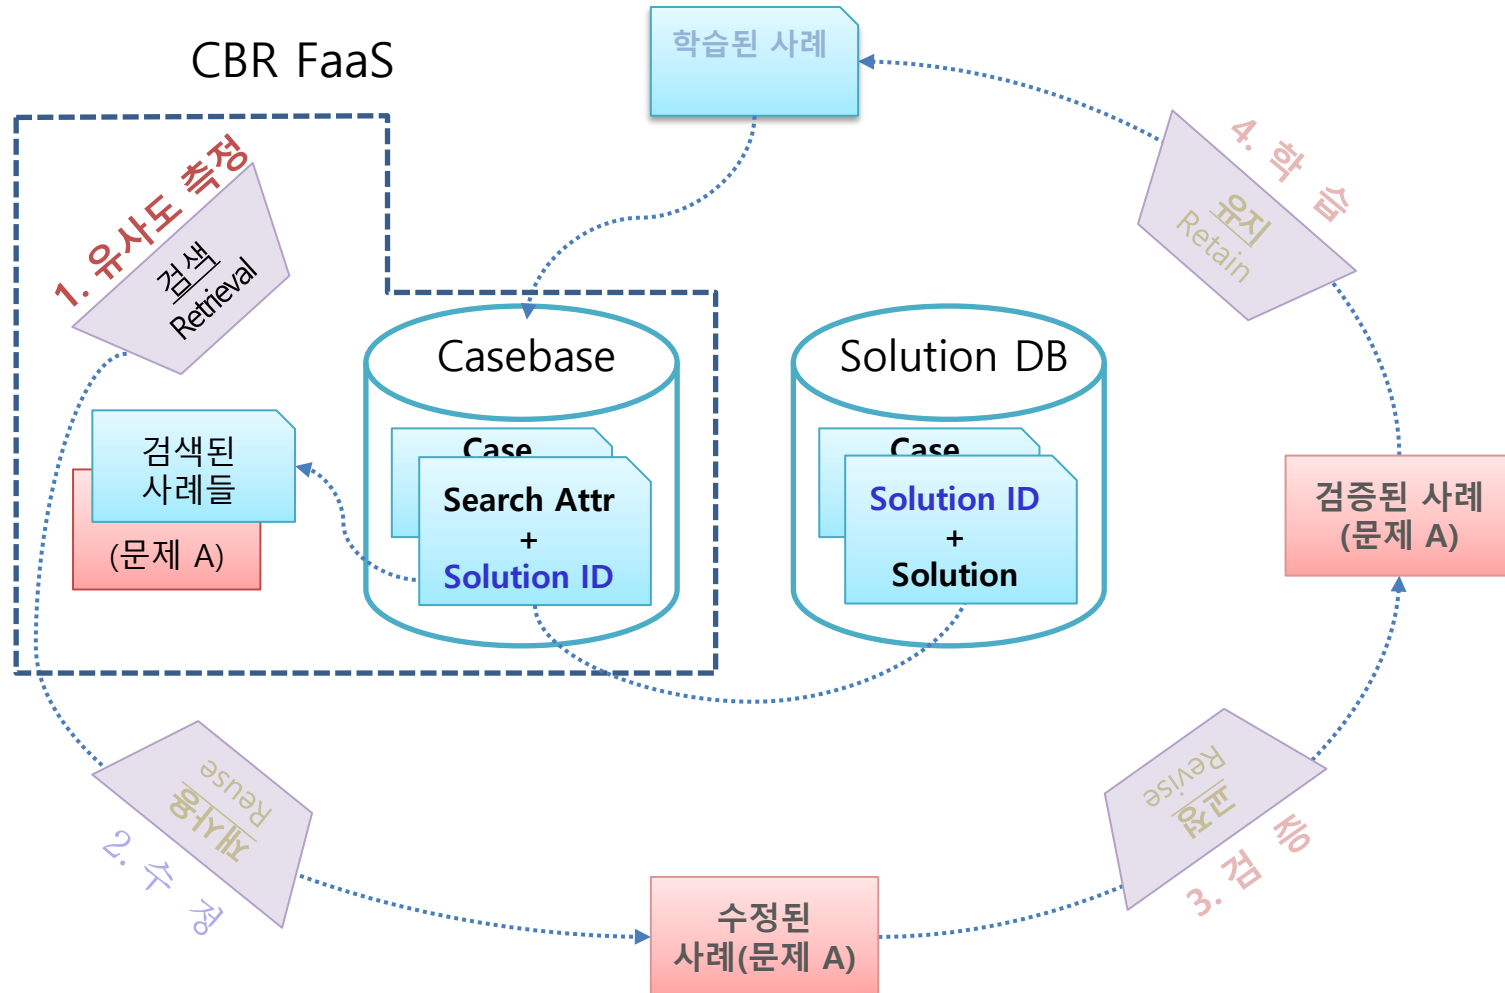 CBR FaaS
학습된 사례
1. 유사도 측정
검색
Retrieval
4. 학 습
유지
Retain
Casebase
Case
Search Attr
+
Solution ID
Solution DB
Case
Solution ID
+
Solution
검색된
사례들
(문제 A)
검증된 사례
(문제 A)
Reuse
재사용
2. 수 정
수정된
사례(문제 A)
Revise
교정
3. 검 증